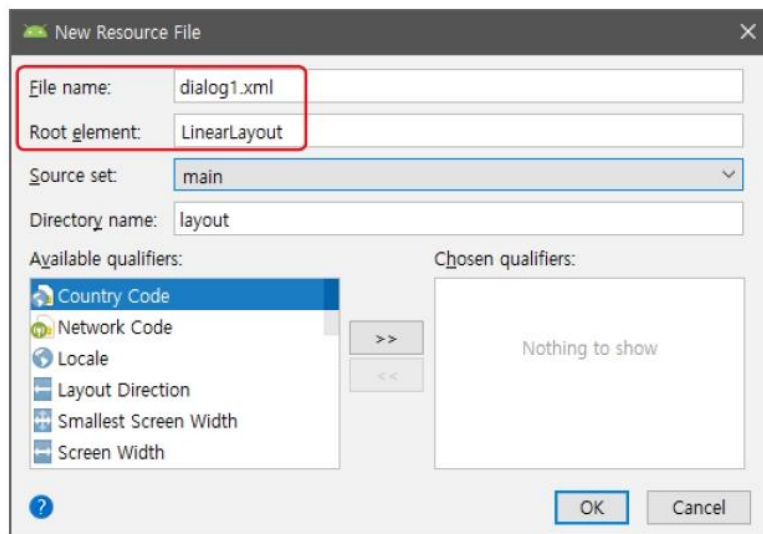 New Resource File
File name: dialog1.xml
Root element: LinearLayout
Source set: main
Directory name: layout
Available qualifiers: Chosen qualifiers:
Country Code
Network Code
Locale
Layout Direction
Smallest Screen Width
Screen Width
>>
<<
Nothing to show
? OK Cancel